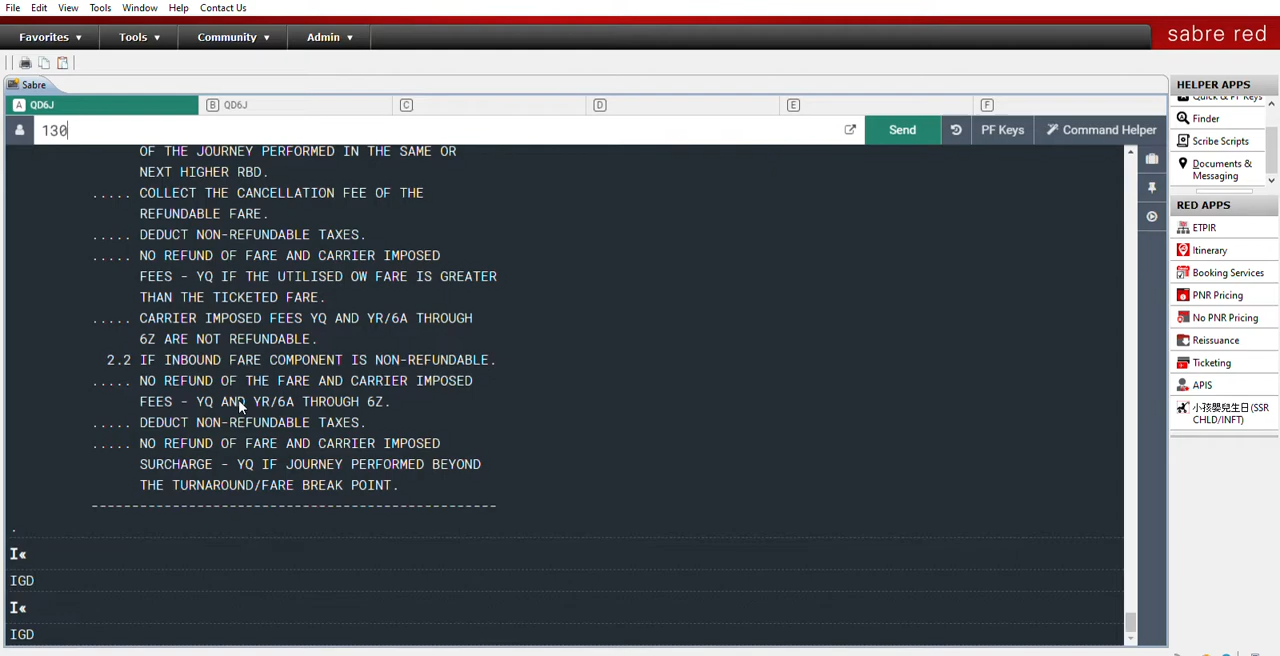 File Edit View Tools Window Help Contact Us
Favorites ▾ Tools ▾ Community ▾ Admin ▾ sabre red
Sabre
A QD6J B QD6J C D E F
130 Send PF Keys Command Helper
OF THE JOURNEY PERFORMED IN THE SAME OR
NEXT HIGHER RBD.
..... COLLECT THE CANCELLATION FEE OF THE
REFUNDABLE FARE.
..... DEDUCT NON-REFUNDABLE TAXES.
..... NO REFUND OF FARE AND CARRIER IMPOSED
FEES - YQ IF THE UTILISED OW FARE IS GREATER
THAN THE TICKETED FARE.
..... CARRIER IMPOSED FEES YQ AND YR/6A THROUGH
6Z ARE NOT REFUNDABLE.
2.2 IF INBOUND FARE COMPONENT IS NON-REFUNDABLE.
..... NO REFUND OF THE FARE AND CARRIER IMPOSED
FEES - YQ AND YR/6A THROUGH 6Z.
..... DEDUCT NON-REFUNDABLE TAXES.
..... NO REFUND OF FARE AND CARRIER IMPOSED
SURCHARGE - YQ IF JOURNEY PERFORMED BEYOND
THE TURNAROUND/FARE BREAK POINT.
--------------------------------------------------
.
I«
IGD
I«
IGD
HELPER APPS
Quick & PF Keys
Finder
Scribe Scripts
Documents &
Messaging
RED APPS
ETPIR
Itinerary
Booking Services
PNR Pricing
No PNR Pricing
Reissuance
Ticketing
APIS
小孩嬰兒生日(SSR
CHLD/INFT)